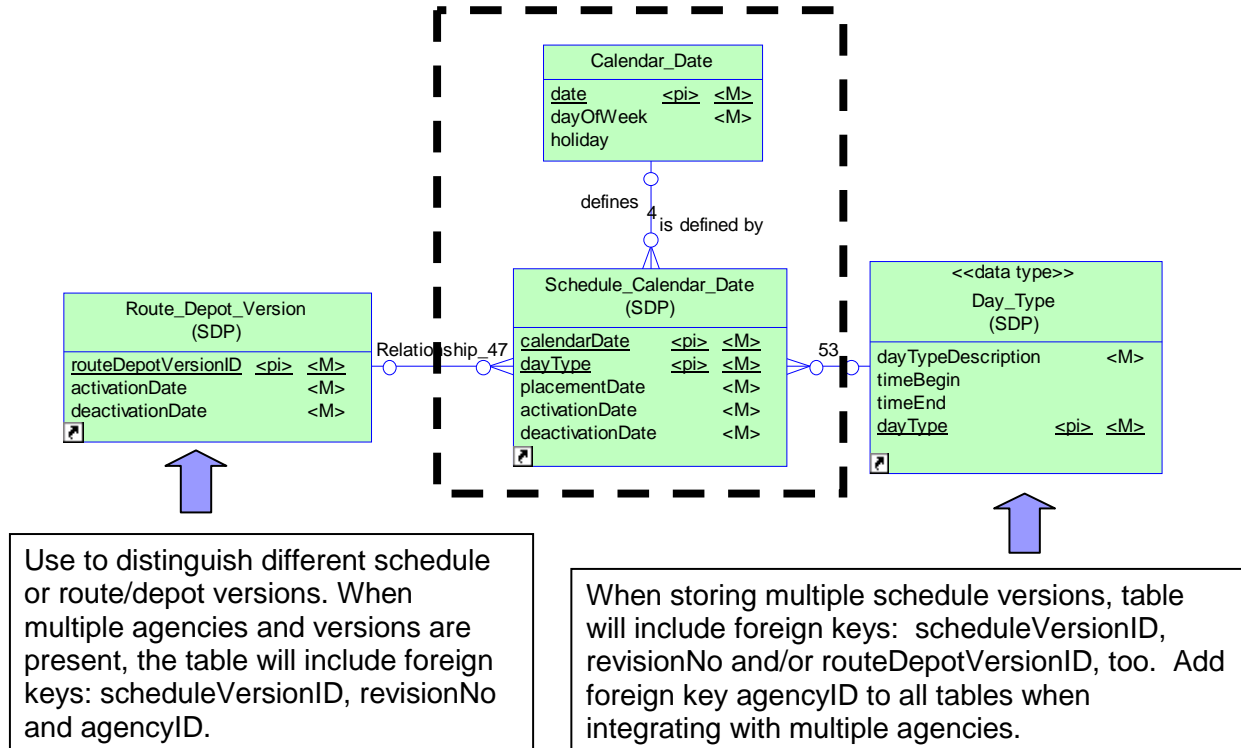 Calendar_Date
date <pi> <M>
dayOfWeek <M>
holiday
defines
4
is defined by
Route_Depot_Version
(SDP)
routeDepotVersionID <pi> <M>
activationDate <M>
deactivationDate <M>
Relationship_47
Schedule_Calendar_Date
(SDP)
calendarDate <pi> <M>
dayType <pi> <M>
placementDate <M>
activationDate <M>
deactivationDate <M>
53
<<data type>>
Day_Type
(SDP)
dayTypeDescription <M>
timeBegin
timeEnd
dayType <pi> <M>
Use to distinguish different schedule
or route/depot versions. When
multiple agencies and versions are
present, the table will include foreign
keys: scheduleVersionID, revisionNo
and agencyID.
When storing multiple schedule versions, table
will include foreign keys: scheduleVersionID,
revisionNo and/or routeDepotVersionID, too. Add
foreign key agencyID to all tables when
integrating with multiple agencies.